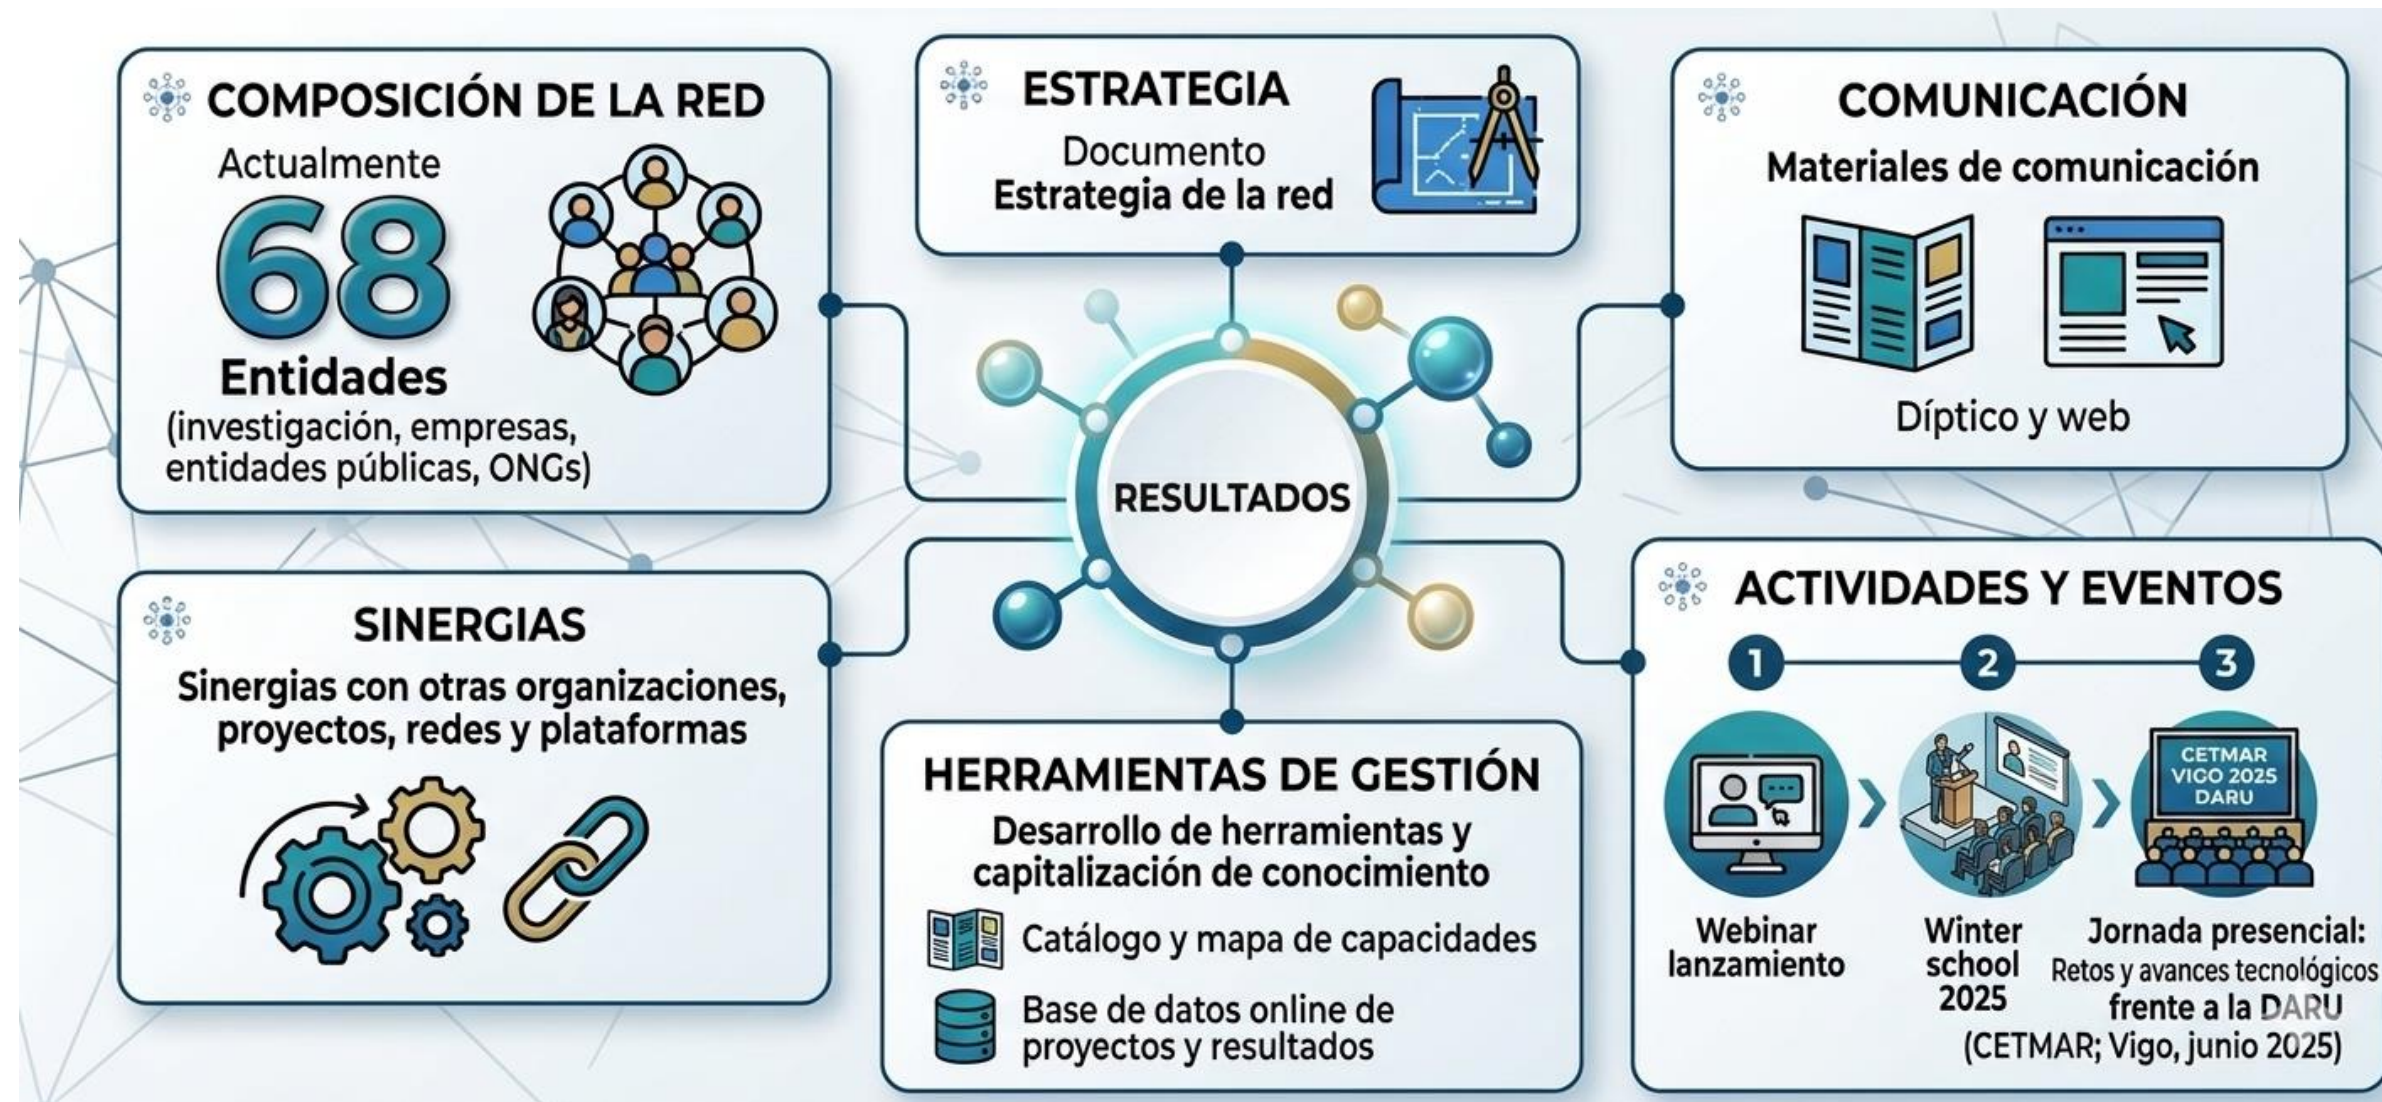 COMPOSICIÓN DE LA RED
Actualmente
68
Entidades
(investigación, empresas,
entidades públicas, ONGs)
ESTRATEGIA
Documento
Estrategia de la red
COMUNICACIÓN
Materiales de comunicación
Díptico y web
RESULTADOS
SINERGIAS
Sinergias con otras organizaciones,
proyectos, redes y plataformas
HERRAMIENTAS DE GESTIÓN
Desarrollo de herramientas y
capitalización de conocimiento
Catálogo y mapa de capacidades
Base de datos online de
proyectos y resultados
ACTIVIDADES Y EVENTOS
1
2
3
CETMAR
VIGO 2025
DARU
Webinar
lanzamiento
Winter
school
2025
Jornada presencial:
Retos y avances tecnológicos
frente a la DARU
(CETMAR; Vigo, junio 2025)